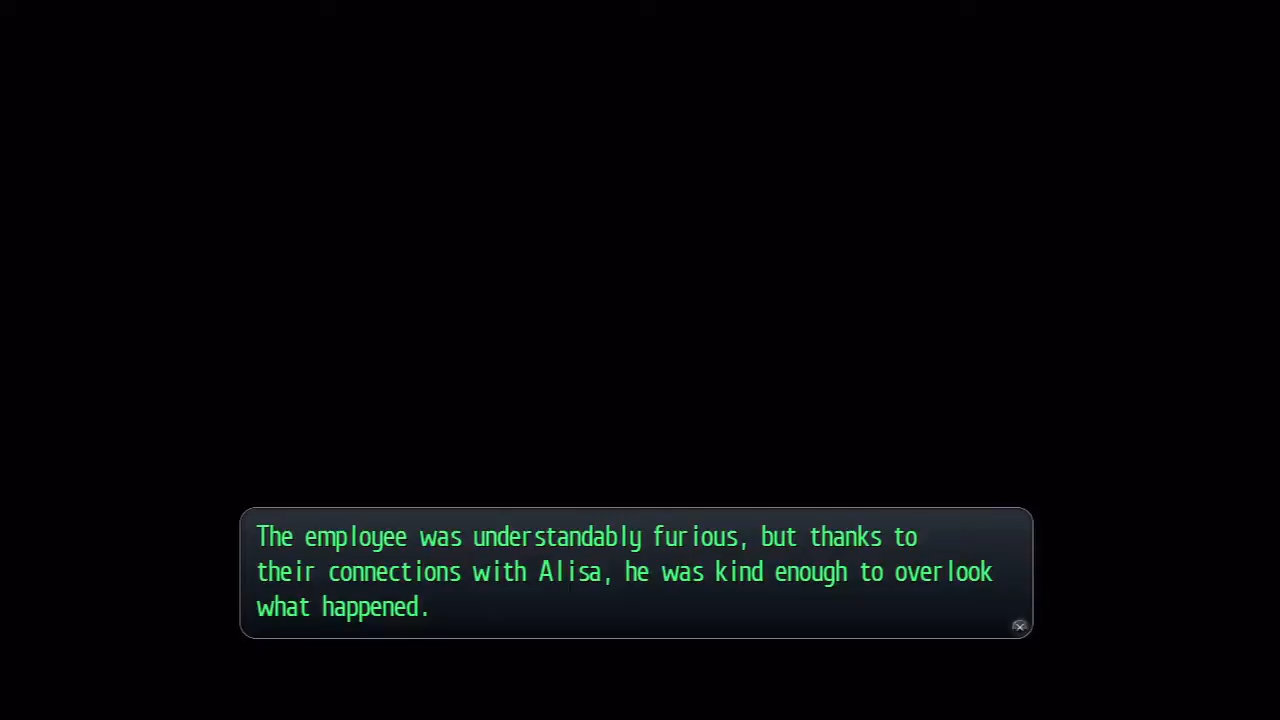 The employee was understandably furious, but thanks to
their connections with Alisa, he was kind enough to overlook
what happened.